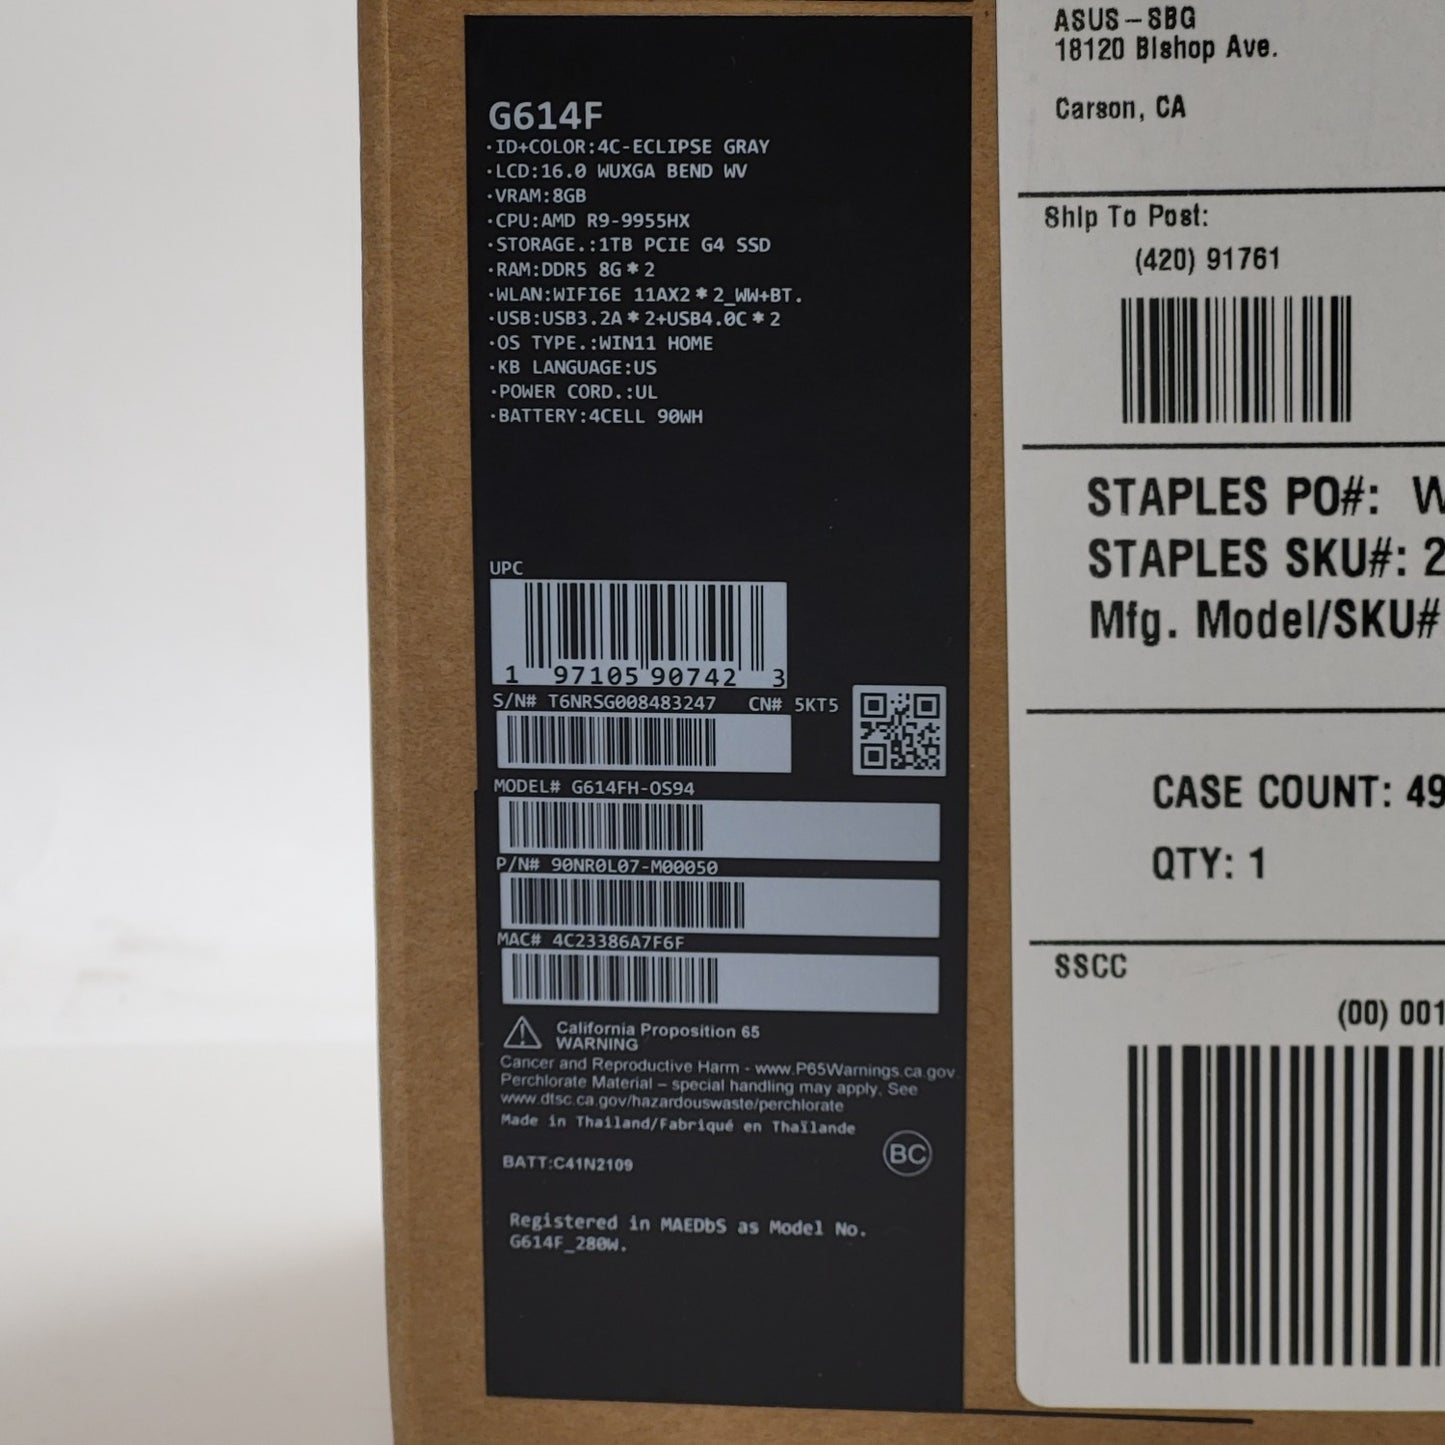 G614F
·ID+COLOR:4C-ECLIPSE GRAY
·LCD:16.0 WUXGA BEND WV
·VRAM:8GB
·CPU:AMD R9-9955HX
·STORAGE.:1TB PCIE G4 SSD
·RAM:DDR5 8G*2
·WLAN:WIFI6E 11AX2*2_WW+BT.
·USB:USB3.2A*2+USB4.0C*2
·OS TYPE.:WIN11 HOME
·KB LANGUAGE:US
·POWER CORD.:UL
·BATTERY:4CELL 90WH
UPC
1 97105 90742 3
S/N# T6NRSG008483247 CN# 5KT5
MODEL# G614FH-OS94
P/N# 90NR0L07-M00050
MAC# 4C23386A7F6F
California Proposition 65
WARNING
Cancer and Reproductive Harm - www.P65Warnings.ca.gov
Perchlorate Material – special handling may apply, See
www.dtsc.ca.gov/hazardouswaste/perchlorate
Made in Thailand/Fabriqué en Thaïlande
BC
BATT:C41N2109
Registered in MAEDbS as Model No.
G614F_280W.
ASUS-SBG
18120 Bishop Ave.
Carson, CA
Ship To Post:
(420) 91761
STAPLES PO#: W
STAPLES SKU#: 2
Mfg. Model/SKU#
CASE COUNT: 49
QTY: 1
SSCC
(00) 001